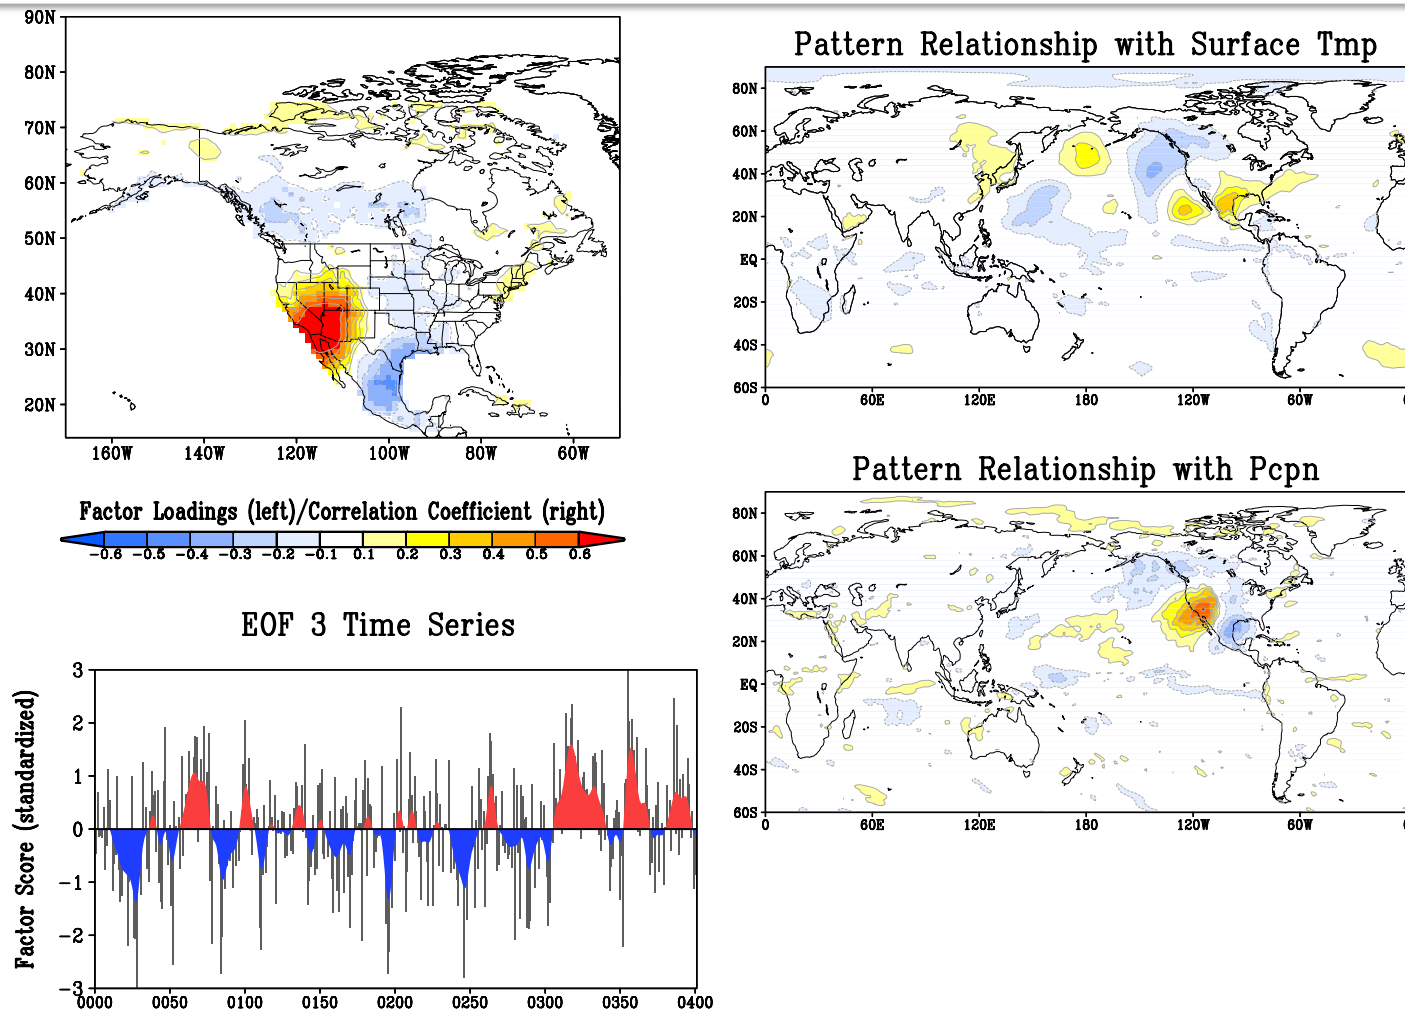 90N
80N
70N
60N
50N
40N
30N
20N
160W 140W 120W 100W 80W 60W
Factor Loadings (left)/Correlation Coefficient (right)
-0.6 -0.5 -0.4 -0.3 -0.2 -0.1 0.1 0.2 0.3 0.4 0.5 0.6
EOF 3 Time Series
Factor Score (standardized)
3
2
1
0
-1
-2
-3
0000 0050 0100 0150 0200 0250 0300 0350 0400
Pattern Relationship with Surface Tmp
80N
60N
40N
20N
EQ
20S
40S
60S
0 60E 120E 180 120W 60W
Pattern Relationship with Pcpn
80N
60N
40N
20N
EQ
20S
40S
60S
0 60E 120E 180 120W 60W